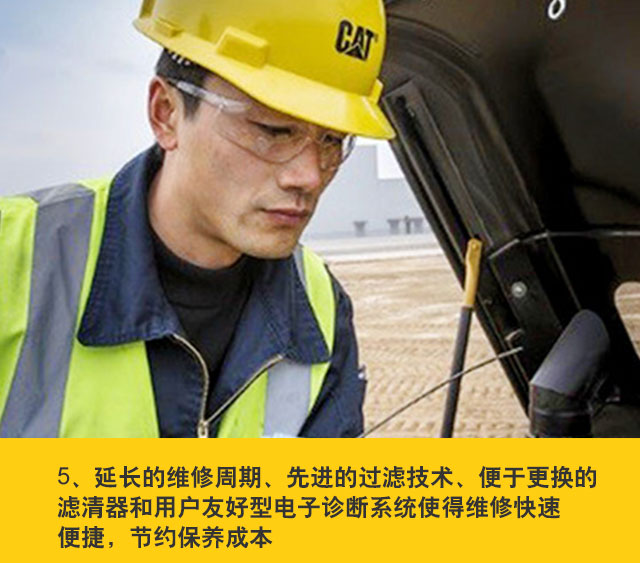 CAT
5、延长的维修周期、先进的过滤技术、便于更换的
滤清器和用户友好型电子诊断系统使得维修快速
便捷，节约保养成本